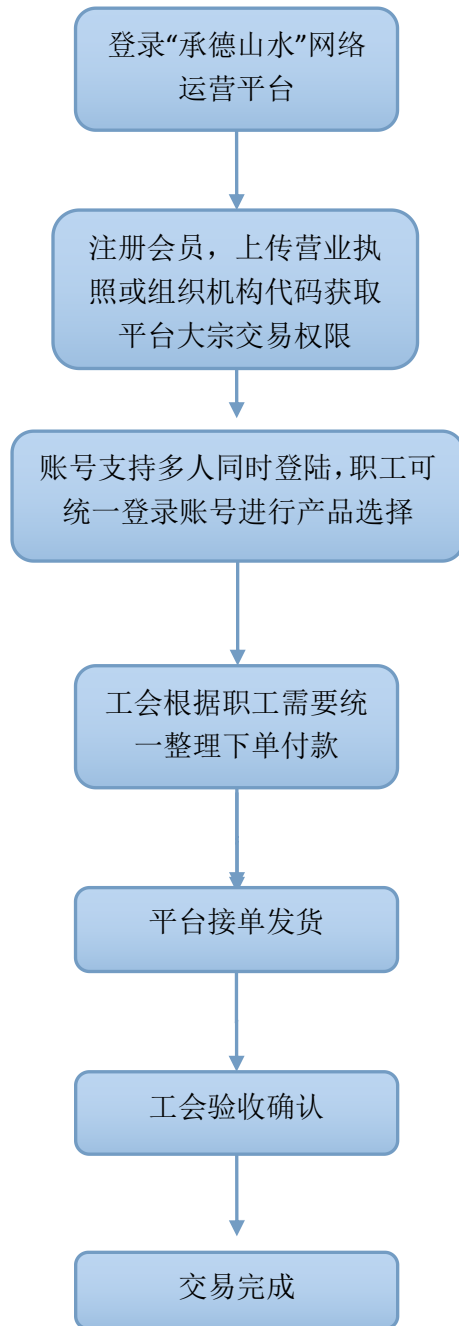 登录“承德山水”网络
运营平台
注册会员，上传营业执
照或组织机构代码获取
平台大宗交易权限
账号支持多人同时登陆，职工可
统一登录账号进行产品选择
工会根据职工需要统
一整理下单付款
平台接单发货
工会验收确认
交易完成